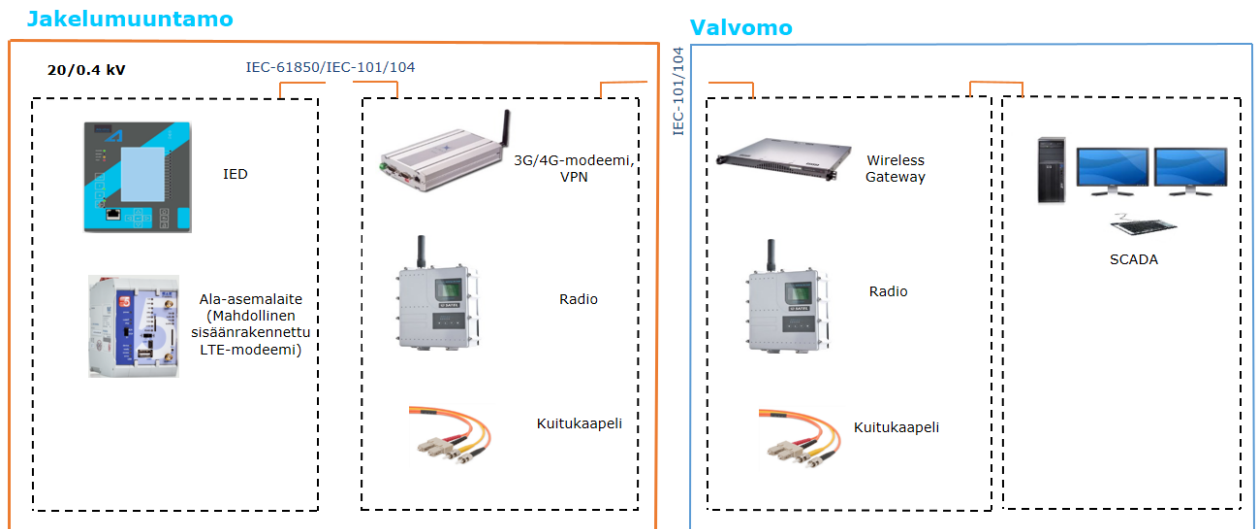 Jakelumuuntamo
Valvomo
20/0.4 kV
IEC-61850/IEC-101/104
IEC-101/104
IED
Ala-asemalaite
(Mahdollinen
sisäänrakennettu
LTE-modeemi)
3G/4G-modeemi,
VPN
Radio
Kuitukaapeli
Wireless
Gateway
Radio
Kuitukaapeli
SCADA